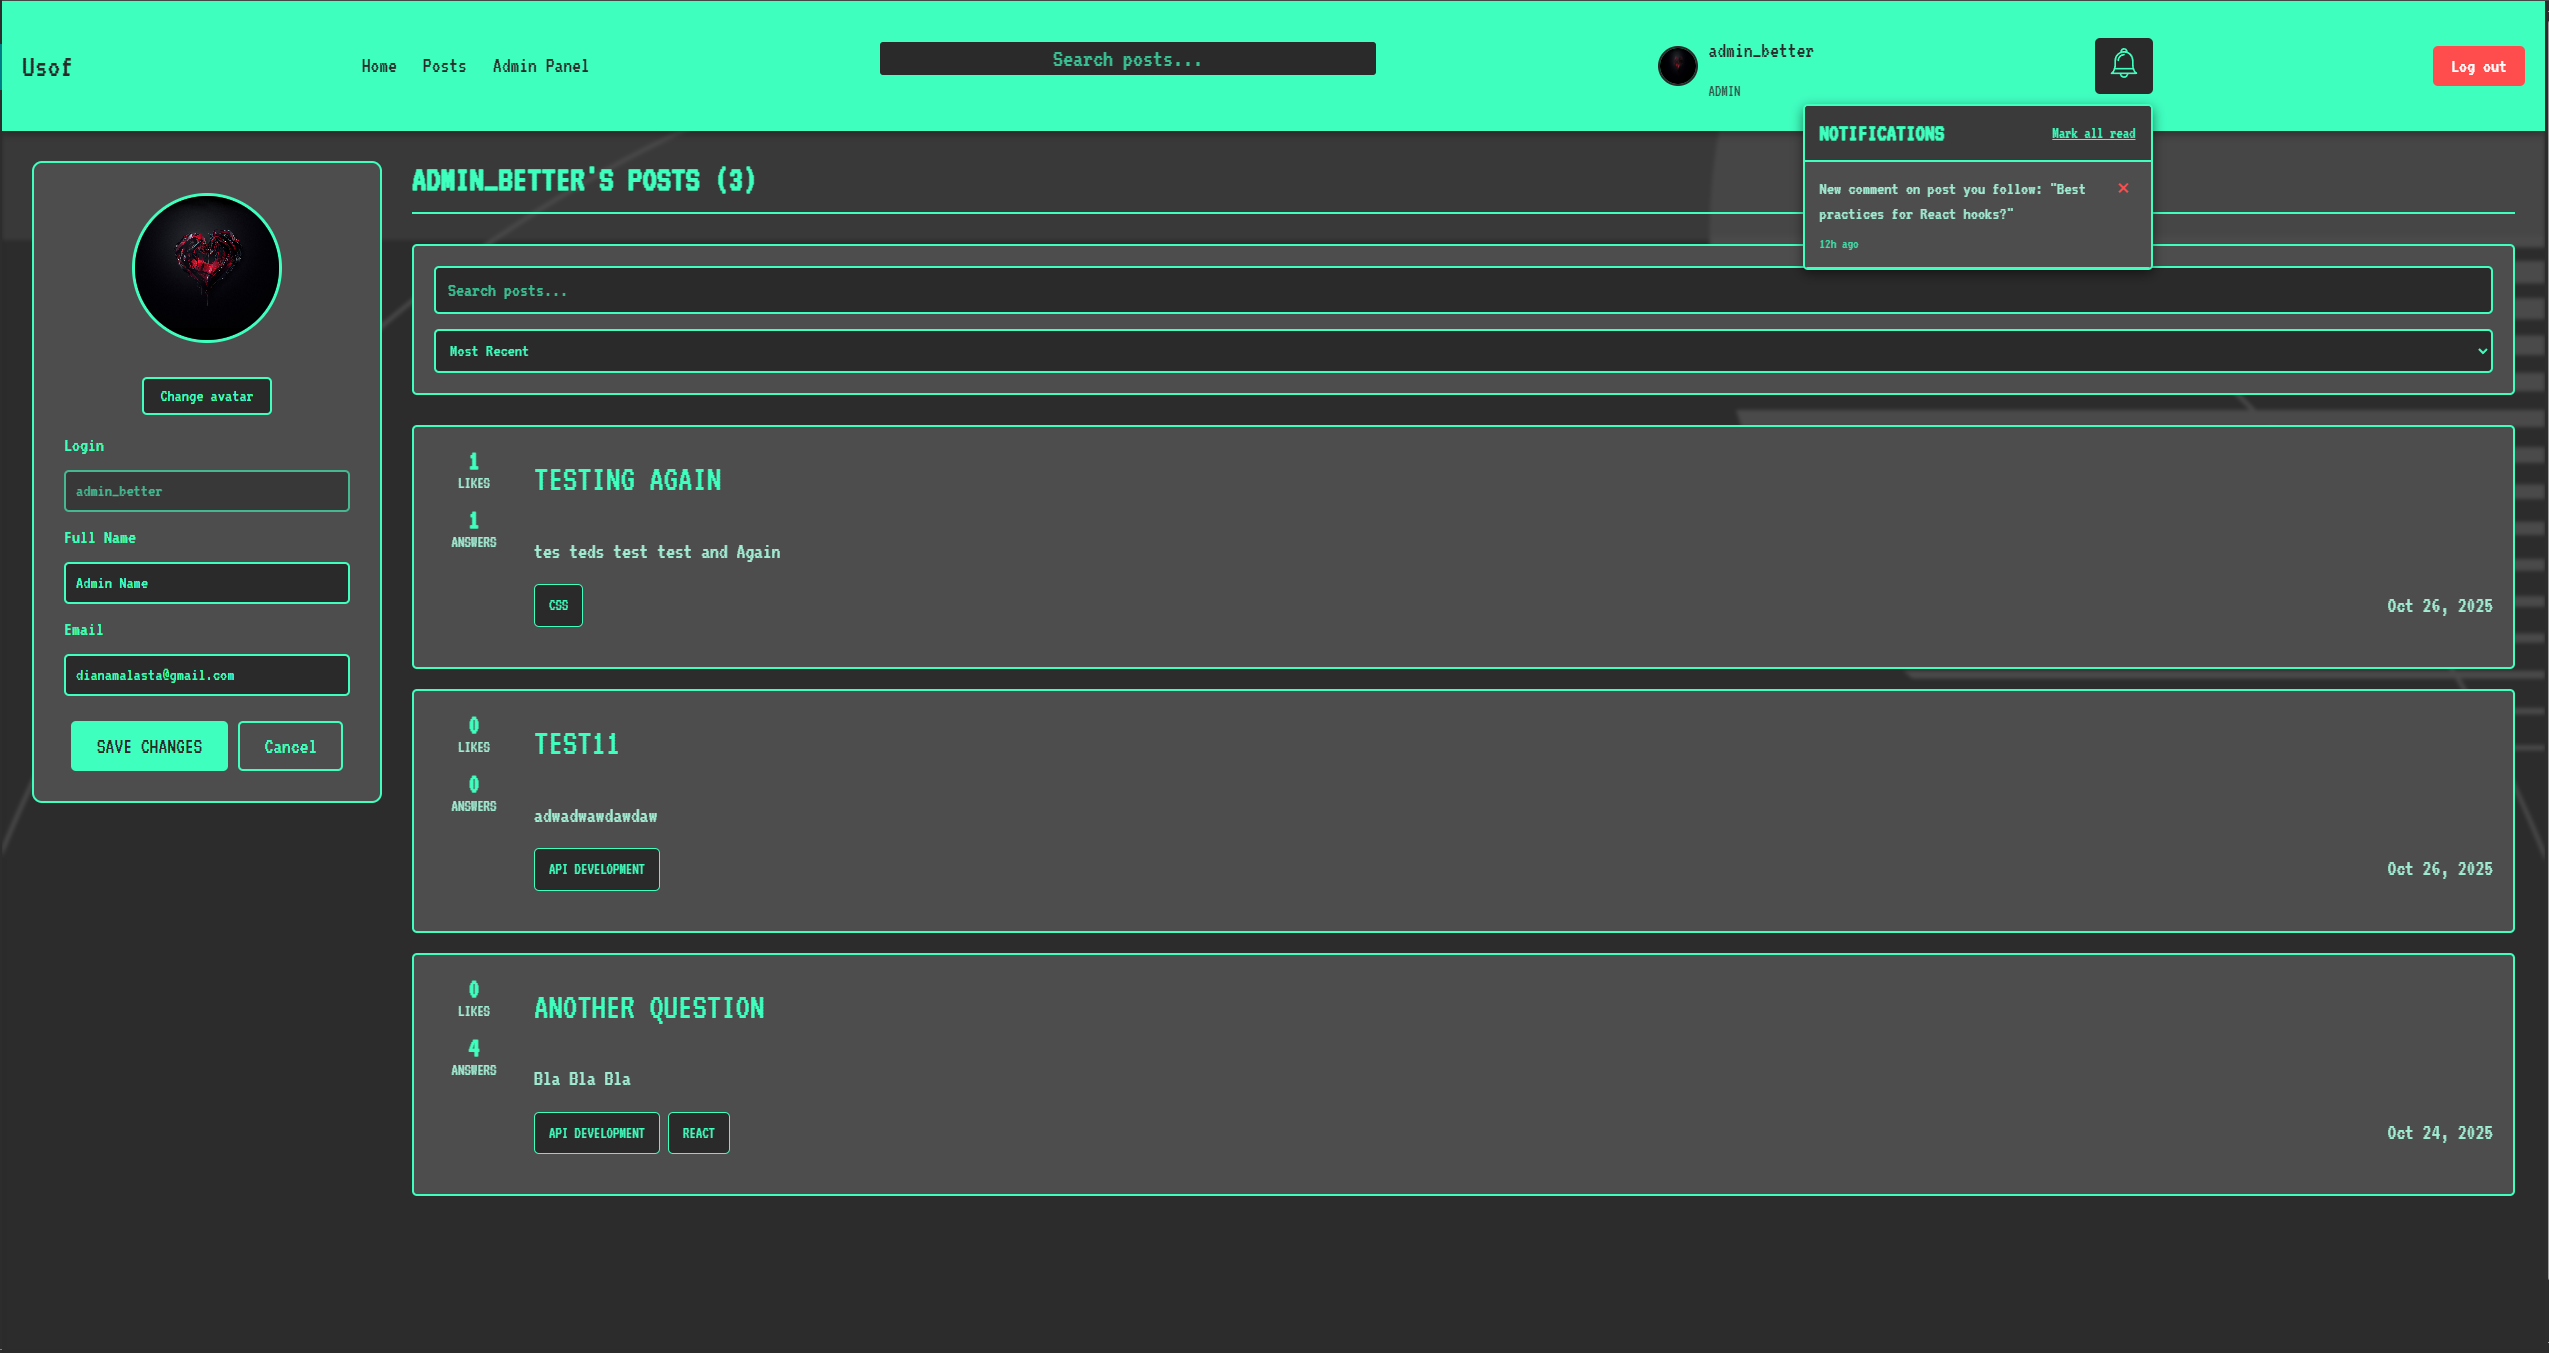 Usof
Home Posts Admin Panel
Search posts...
admin_better
ADMIN
Log out
NOTIFICATIONS Mark all read
New comment on post you follow: "Best
practices for React hooks?"
12h ago
Change avatar
Login
admin_better
Full Name
Admin Name
Email
dianamalasta@gmail.com
SAVE CHANGES Cancel
ADMIN_BETTER'S POSTS (3)
Search posts...
Most Recent
1
LIKES
1
ANSWERS
TESTING AGAIN
tes teds test test and Again
CSS
Oct 26, 2025
0
LIKES
0
ANSWERS
TEST11
adwadwawdawdaw
API DEVELOPMENT
Oct 26, 2025
0
LIKES
4
ANSWERS
ANOTHER QUESTION
Bla Bla Bla
API DEVELOPMENT REACT
Oct 24, 2025